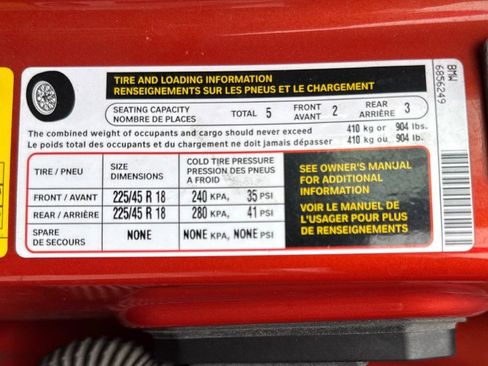 TIRE AND LOADING INFORMATION
RENSEIGNEMENTS SUR LES PNEUS ET LE CHARGEMENT
SEATING CAPACITY
NOMBRE DE PLACES
TOTAL 5
FRONT
AVANT 2
REAR
ARRIÈRE 3
The combined weight of occupants and cargo should never exceed 410 kg or 904 lbs.
Le poids total des occupants et du chargement ne doit jamais dépasser 410 kg ou 904 lb.
TIRE / PNEU
SIZE
DIMENSIONS
COLD TIRE PRESSURE
PRESSION DES PNEUS
A FROID
FRONT / AVANT 225/45 R 18 240 KPA, 35 PSI
REAR / ARRIÈRE 225/45 R 18 280 KPA, 41 PSI
SPARE
DE SECOURS
NONE
NONE KPA, NONE PSI
SEE OWNER'S MANUAL
FOR ADDITIONAL
INFORMATION
VOIR LE MANUEL DE
L'USAGER POUR PLUS
DE RENSEIGNEMENTS
BMW
6856249